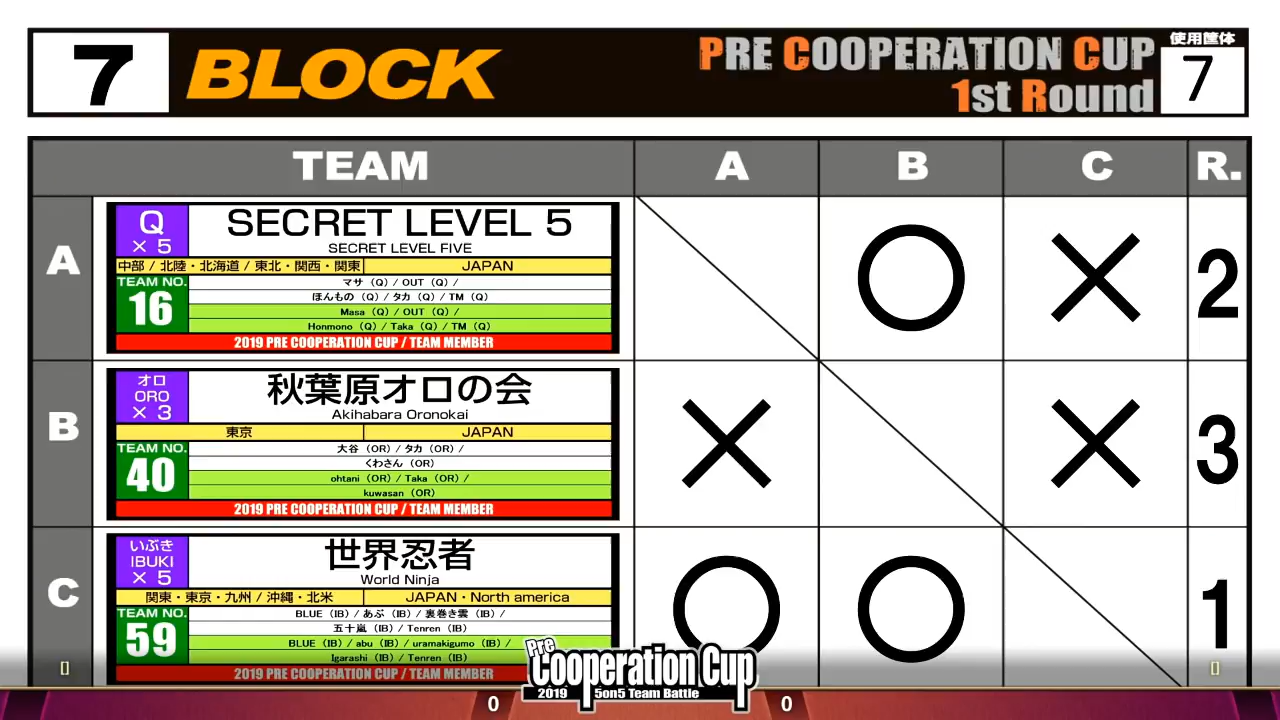 7 BLOCK
PRE COOPERATION CUP
1st Round
使用筐体
7
TEAM A B C R.
A
Q
× 5
SECRET LEVEL 5
SECRET LEVEL FIVE
中部 / 北陸・北海道 / 東北・関西・関東 JAPAN
TEAM NO.
16
マサ（Q）/ OUT（Q）/
ほんもの（Q）/ タカ（Q）/ TM（Q）
Masa（Q）/ OUT（Q）/
Honmono（Q）/ Taka（Q）/ TM（Q）
2019 PRE COOPERATION CUP / TEAM MEMBER
○ × 2
B
オロ
ORO
× 3
秋葉原オロの会
Akihabara Oronokai
東京 JAPAN
TEAM NO.
40
大谷（OR）/ タカ（OR）/
くわさん（OR）
ohtani（OR）/ Taka（OR）/
kuwasan（OR）
2019 PRE COOPERATION CUP / TEAM MEMBER
× × 3
C
いぶき
IBUKI
× 5
世界忍者
World Ninja
関東・東京・九州 / 沖縄・北米 JAPAN・North america
TEAM NO.
59
BLUE（IB）/ あぶ（IB）/ 裏巻き雲（IB）/
五十嵐（IB）/ Tenren（IB）
BLUE（IB）/ abu（IB）/ uramakigumo（IB）/
Igarashi（IB）/ Tenren（IB）
2019 PRE COOPERATION CUP / TEAM MEMBER
○ ○ 1
Pre
Cooperation Cup
2019 5on5 Team Battle
[] []
0 0